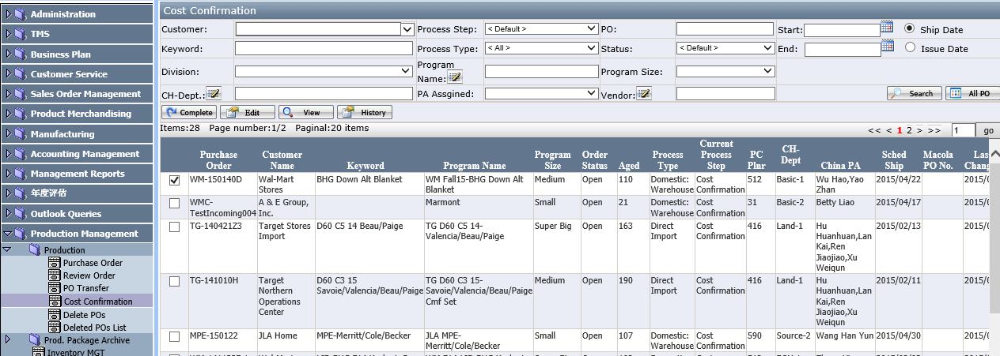 Administration
TMS
Business Plan
Customer Service
Sales Order Management
Product Merchandising
Manufacturing
Accounting Management
Management Reports
年度评估
Outlook Queries
Production Management
Production
Purchase Order
Review Order
PO Transfer
Cost Confirmation
Delete POs
Deleted POs List
Prod. Package Archive
Inventory MGT
Cost Confirmation
Customer: Process Step: < Default > PO: Start: Ship Date
Keyword: Process Type: < All > Status: < Default > End: Issue Date
Division: Program Name: Program Size:
CH-Dept.: PA Assgined: Vendor: Search All PO
Complete Edit View History
Items:28 Page number:1/2 Paginal:20 items << < 1 2 > >> 1 go
Purchase Order Customer Name Keyword Program Name Program Size Order Status Aged Process Type Current Process Step PC Plnr CH-Dept China PA Sched Ship Macola PO No. Las Chang
WM-150140D Wal-Mart Stores BHG Down Alt Blanket WM Fall15-BHG Down Alt Blanket Medium Open 110 Domestic: Warehouse Cost Confirmation 512 Basic-1 Wu Hao,Yao Zhan 2015/04/22 2015/0
WMC-TestIncoming004 A & E Group, Inc. Marmont Small Open 21 Domestic: Warehouse Cost Confirmation 31 Basic-2 Betty Liao 2015/04/17 2015/0
TG-140421Z3 Target Stores Import D60 C5 14 Beau/Paige TG D60 C5 14-Valencia/Beau/Paige Super Big Open 163 Direct Import Cost Confirmation 416 Land-1 Hu Huanhuan,Lan Kai,Ren Jiaojiao,Xu Weiqun 2015/02/13 2015/0
TG-141010H Target Northern Operations Center D60 C3 15 Savoie/Valencia/Beau/Paige TG D60 C3 15-Savoie/Valencia/Beau/Paige Cmf Set Medium Open 190 Direct Import Cost Confirmation 416 Land-1 Hu Huanhuan,Lan Kai,Ren Jiaojiao,Xu Weiqun 2015/02/11 2015/0
MPE-150122 JLA Home MPE-Merritt/Cole/Becker JLA MPE-Merritt/Cole/Becker Small Open 107 Domestic: Warehouse Cost Confirmation 590 Source-2 Wang Han Yun 2015/04/30 2015/0